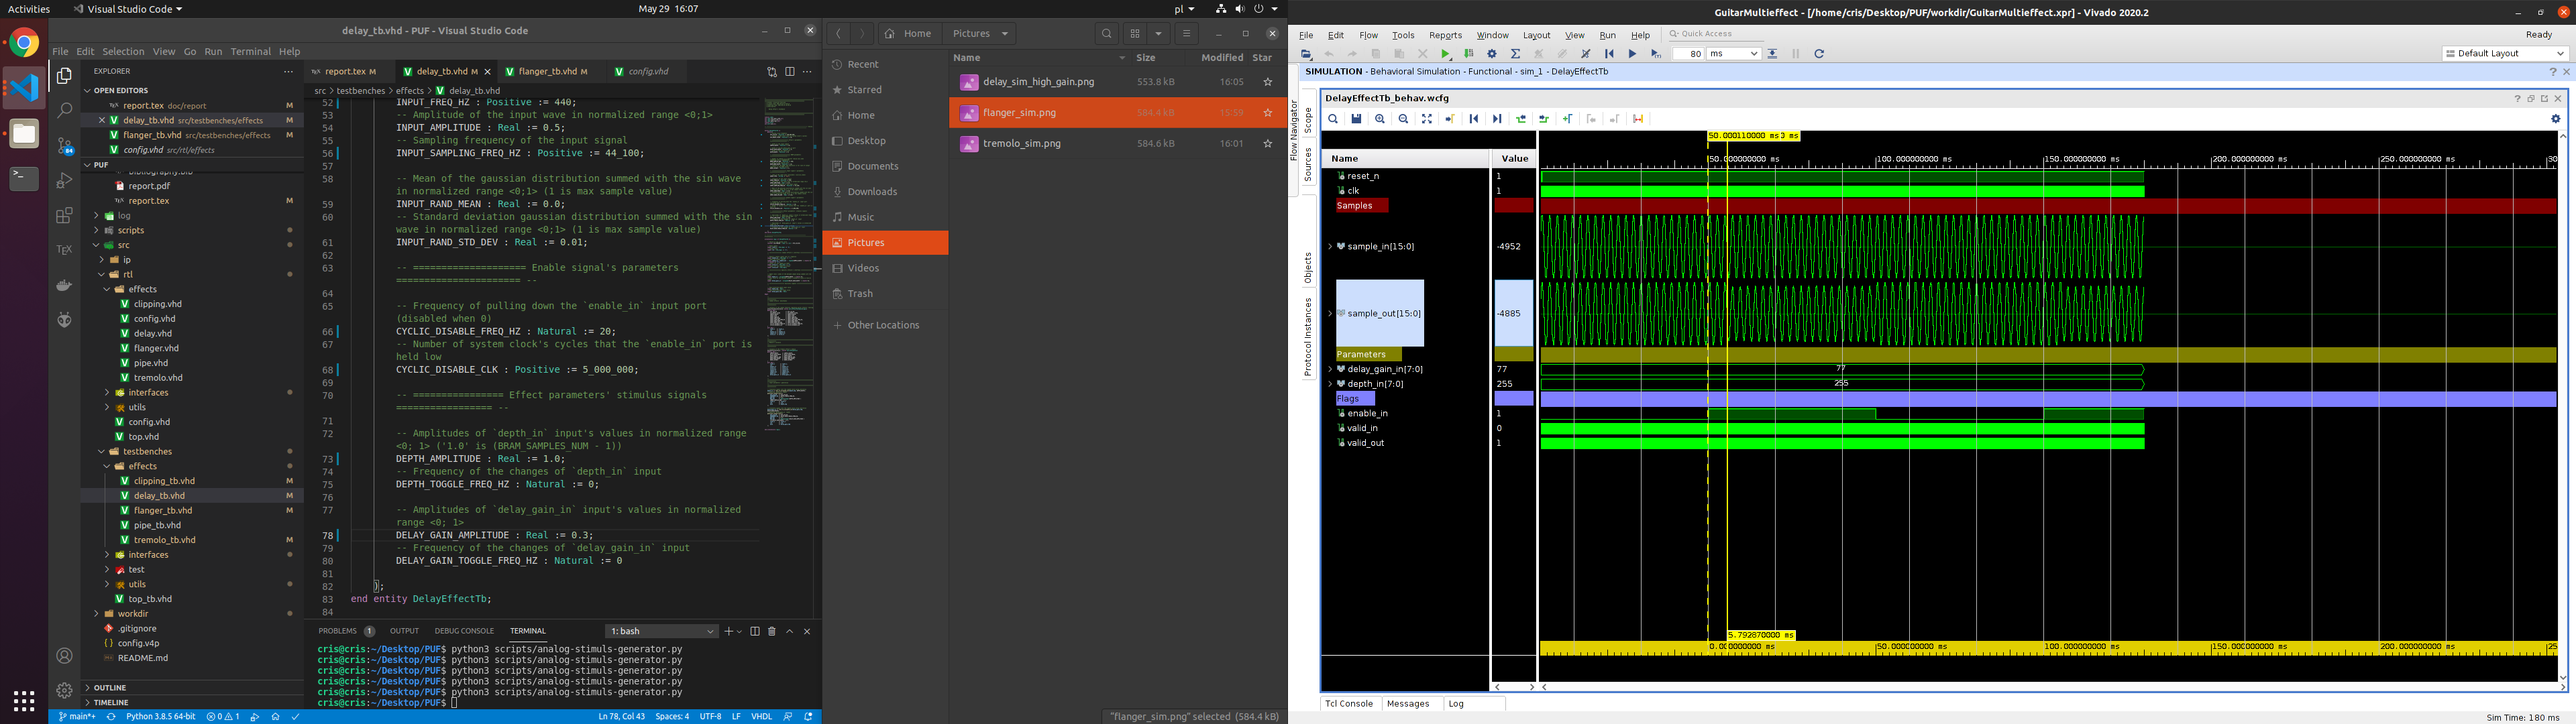 Activities
Visual Studio Code
May 29 16:07
pl
delay_tb.vhd - PUF - Visual Studio Code
File Edit Selection View Go Run Terminal Help
EXPLORER
OPEN EDITORS
report.tex doc/report M
delay_tb.vhd src/testbenches/effects M
flanger_tb.vhd src/testbenches/effects M
config.vhd src/rtl/effects
PUF
bibliography.bib
report.pdf
report.tex M
log
scripts
src
ip
rtl
effects
clipping.vhd
config.vhd
delay.vhd
flanger.vhd
pipe.vhd
tremolo.vhd
interfaces
utils
config.vhd
top.vhd
testbenches
effects
clipping_tb.vhd M
delay_tb.vhd M
flanger_tb.vhd M
pipe_tb.vhd
tremolo_tb.vhd M
interfaces
test
utils
top_tb.vhd
workdir
.gitignore
config.v4p
README.md
OUTLINE
TIMELINE
report.tex M
delay_tb.vhd M
flanger_tb.vhd M
config.vhd
src > testbenches > effects > delay_tb.vhd
52 INPUT_FREQ_HZ : Positive := 440;
53 -- Amplitude of the input wave in normalized range <0;1>
54 INPUT_AMPLITUDE : Real := 0.5;
55 -- Sampling frequency of the input signal
56 INPUT_SAMPLING_FREQ_HZ : Positive := 44_100;
57
58 -- Mean of the gaussian distribution summed with the sin wave
in normalized range <0;1> (1 is max sample value)
59 INPUT_RAND_MEAN : Real := 0.0;
60 -- Standard deviation gaussian distribution summed with the sin
wave in normalized range <0;1> (1 is max sample value)
61 INPUT_RAND_STD_DEV : Real := 0.01;
62
63 -- ===================== Enable signal's parameters
======================= --
64
65 -- Frequency of pulling down the `enable_in` input port
(disabled when 0)
66 CYCLIC_DISABLE_FREQ_HZ : Natural := 20;
67 -- Number of system clock's cycles that the `enable_in` port is
held low
68 CYCLIC_DISABLE_CLK : Positive := 5_000_000;
69
70 -- ================ Effect parameters' stimulus signals
================== --
71
72 -- Amplitudes of `depth_in` input's values in normalized range
<0; 1> ('1.0' is (BRAM_SAMPLES_NUM - 1))
73 DEPTH_AMPLITUDE : Real := 1.0;
74 -- Frequency of the changes of `depth_in` input
75 DEPTH_TOGGLE_FREQ_HZ : Natural := 0;
76
77 -- Amplitudes of `delay_gain_in` input's values in normalized
range <0; 1>
78 DELAY_GAIN_AMPLITUDE : Real := 0.3;
79 -- Frequency of the changes of `delay_gain_in` input
80 DELAY_GAIN_TOGGLE_FREQ_HZ : Natural := 0
81
82 );
83 end entity DelayEffectTb;
84
PROBLEMS 1 OUTPUT DEBUG CONSOLE TERMINAL 1: bash
cris@cris:~/Desktop/PUF$ python3 scripts/analog-stimuls-generator.py
cris@cris:~/Desktop/PUF$ python3 scripts/analog-stimuls-generator.py
cris@cris:~/Desktop/PUF$ python3 scripts/analog-stimuls-generator.py
cris@cris:~/Desktop/PUF$ python3 scripts/analog-stimuls-generator.py
cris@cris:~/Desktop/PUF$ python3 scripts/analog-stimuls-generator.py
cris@cris:~/Desktop/PUF$
main*+ Python 3.8.5 64-bit 0 1 Ln 78, Col 43 Spaces: 4 UTF-8 LF VHDL
Home Pictures
Recent
Starred
Home
Desktop
Documents
Downloads
Music
Pictures
Videos
Trash
Other Locations
Name Size Modified Star
delay_sim_high_gain.png 553.8 kB 16:05
flanger_sim.png 584.4 kB 15:59
tremolo_sim.png 584.6 kB 16:01
"flanger_sim.png" selected (584.4 kB)
GuitarMultieffect - [/home/cris/Desktop/PUF/workdir/GuitarMultieffect.xpr] - Vivado 2020.2
File Edit Flow Tools Reports Window Layout View Run Help Quick Access
Ready
80 ms
Default Layout
SIMULATION - Behavioral Simulation - Functional - sim_1 - DelayEffectTb
Flow Navigator
Scope
Sources
Objects
Protocol Instances
DelayEffectTb_behav.wcfg
50.000110000 ms
Name Value
50.000000000 ms 100.000000000 ms 150.000000000 ms 200.000000000 ms 250.000000000 ms
reset_n 1
clk 1
Samples
sample_in[15:0] -4952
sample_out[15:0] -4885
Parameters
delay_gain_in[7:0] 77 77
depth_in[7:0] 255 255
Flags
enable_in 1
valid_in 0
valid_out 1
5.792870000 ms
0.000000000 ms 50.000000000 ms 100.000000000 ms 150.000000000 ms 200.000000000 ms
Tcl Console Messages Log
Sim Time: 180 ms